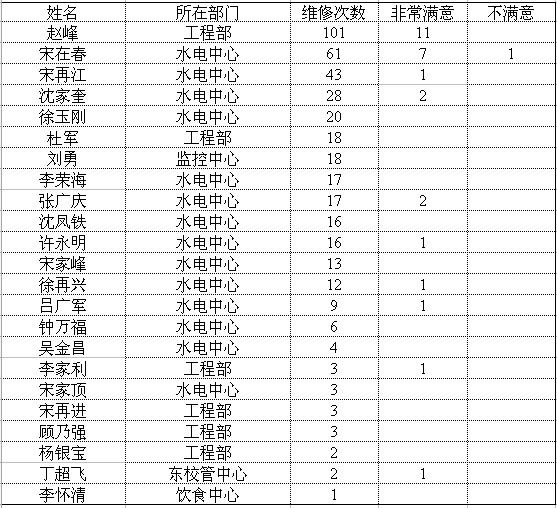 姓名 所在部门 维修次数 非常满意 不满意
赵峰 工程部 101 11
宋在春 水电中心 61 7 1
宋再江 水电中心 43 1
沈家奎 水电中心 28 2
徐玉刚 水电中心 20
杜军 工程部 18
刘勇 监控中心 18
李荣海 水电中心 17
张广庆 水电中心 17 2
沈凤铁 水电中心 16
许永明 水电中心 16 1
宋家峰 水电中心 13
徐再兴 水电中心 12 1
吕广军 水电中心 9 1
钟万福 水电中心 6
吴金昌 水电中心 4
李家利 工程部 3 1
宋家顶 水电中心 3
宋再进 工程部 3
顾乃强 工程部 3
杨银宝 工程部 2
丁超飞 东校管中心 2 1
李怀清 饮食中心 1